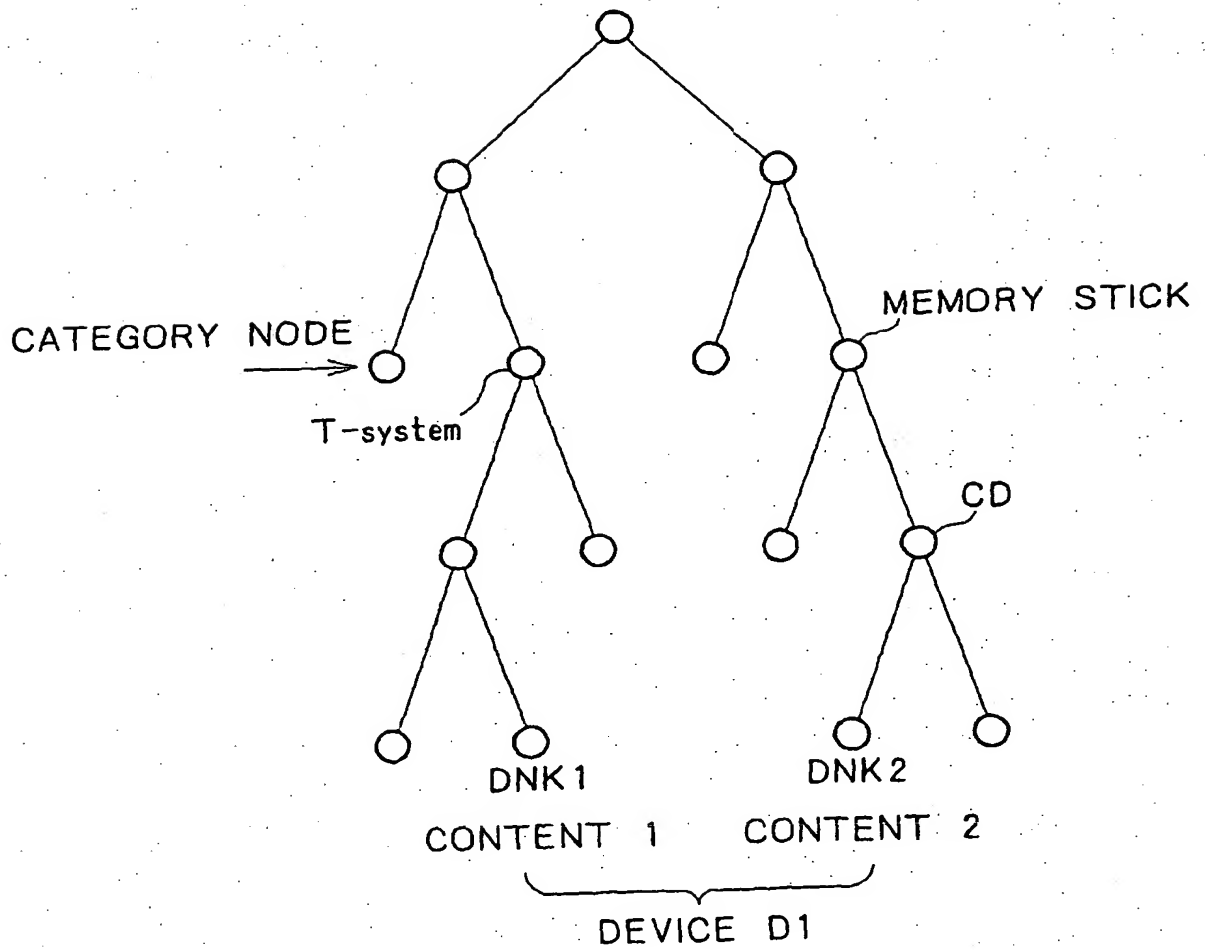 MEMORY STICK
CATEGORY NODE
T-system
CD
DNK1
DNK2
CONTENT 1
CONTENT 2
DEVICE D1